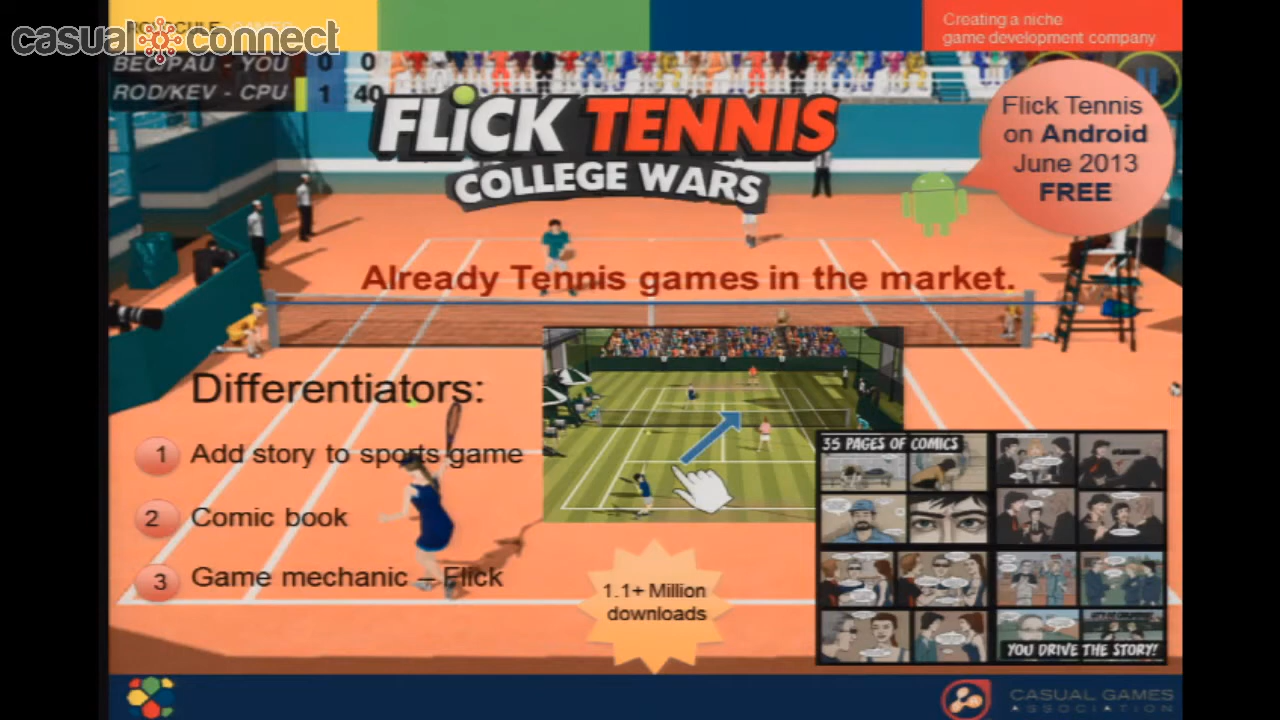 casual connect
Creating a niche
game development company
BEC/PAU - YOU 0 0
ROD/KEV - CPU 1 40
FLiCK TENNIS
COLLEGE WARS
Flick Tennis
on Android
June 2013
FREE
Already Tennis games in the market.
Differentiators:
1 Add story to sports game
2 Comic book
3 Game mechanic – Flick
35 PAGES OF COMICS
1.1+ Million
downloads
YOU DRIVE THE STORY!
CASUAL GAMES
ASSOCIATION